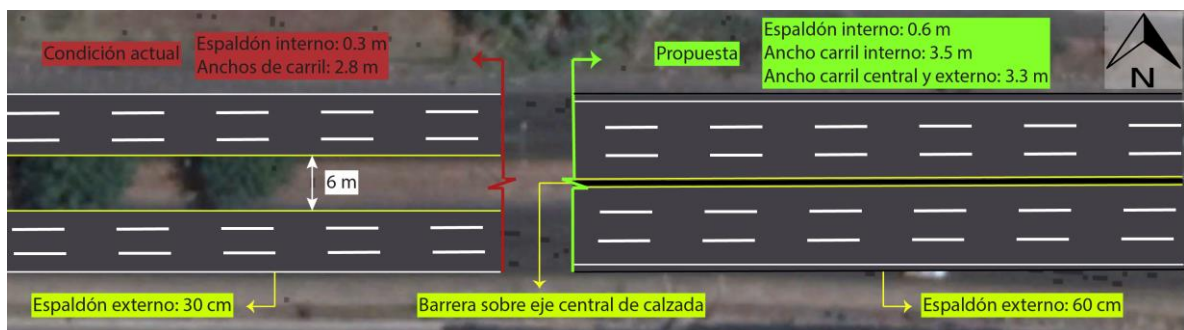 Condición actual
Espaldón interno: 0.3 m
Anchos de carril: 2.8 m
Propuesta
Espaldón interno: 0.6 m
Ancho carril interno: 3.5 m
Ancho carril central y externo: 3.3 m
N
6 m
Espaldón externo: 30 cm
Barrera sobre eje central de calzada
Espaldón externo: 60 cm